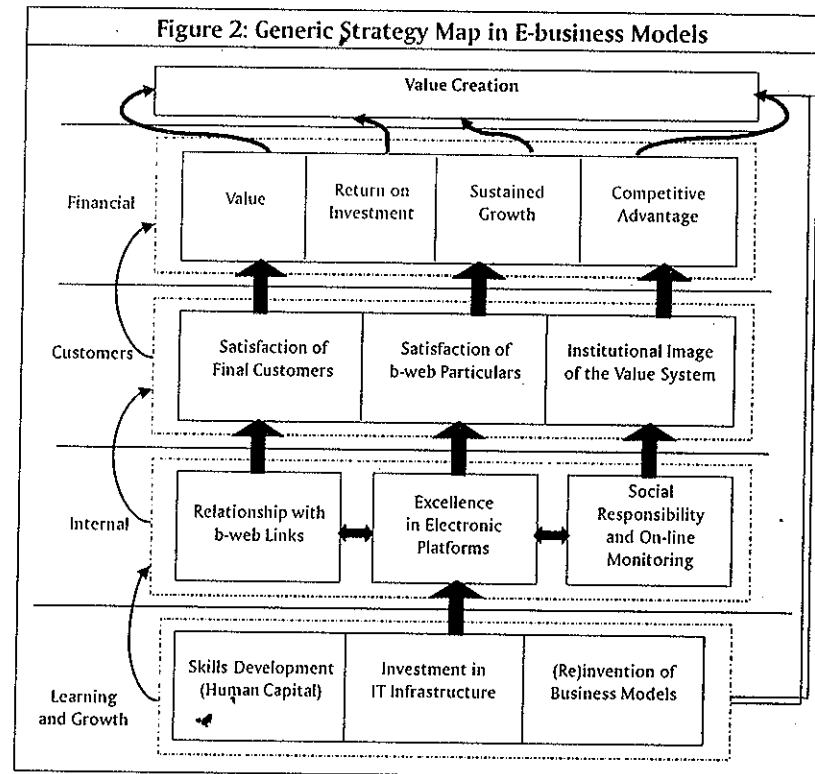 Figure 2: Generic Strategy Map in E-business Models
Value Creation
Financial
Value
Return on
Investment
Sustained
Growth
Competitive
Advantage
Customers
Satisfaction of
Final Customers
Satisfaction of
b-web Particulars
Institutional Image
of the Value System
Internal
Relationship with
b-web Links
Excellence
in Electronic
Platforms
Social
Responsibility
and On-line
Monitoring
Learning
and Growth
Skills Development
(Human Capital)
Investment in
IT Infrastructure
(Re)invention of
Business Models